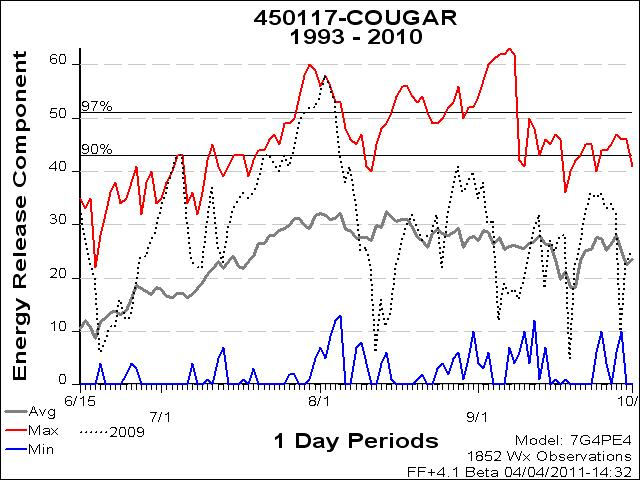 450117-COUGAR
1993 - 2010
Energy Release Component
60
50
40
30
20
10
0
97%
90%
6/15
7/1
8/1
9/1
10/
Avg
Max
Min
2009
1 Day Periods
Model: 7G4PE4
1852 Wx Observations
FF+4.1 Beta 04/04/2011-14:32